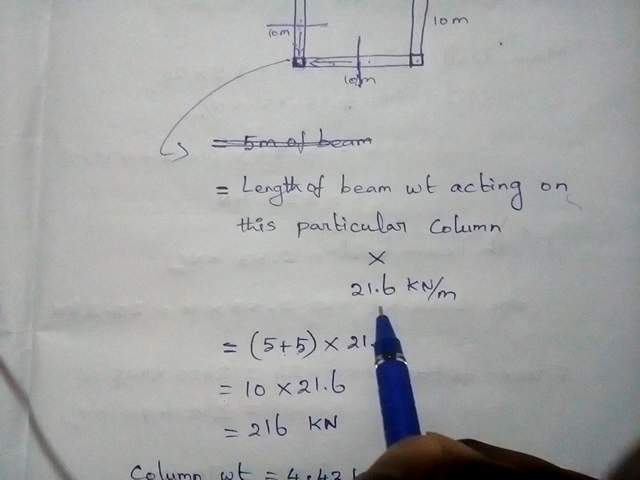 10m
10m
10m
= 5m of beam
= Length of beam wt acting on
this particular column
×
21.6 KN/m
= (5+5) × 21.
= 10 × 21.6
= 216 KN
Column wt = 4.42